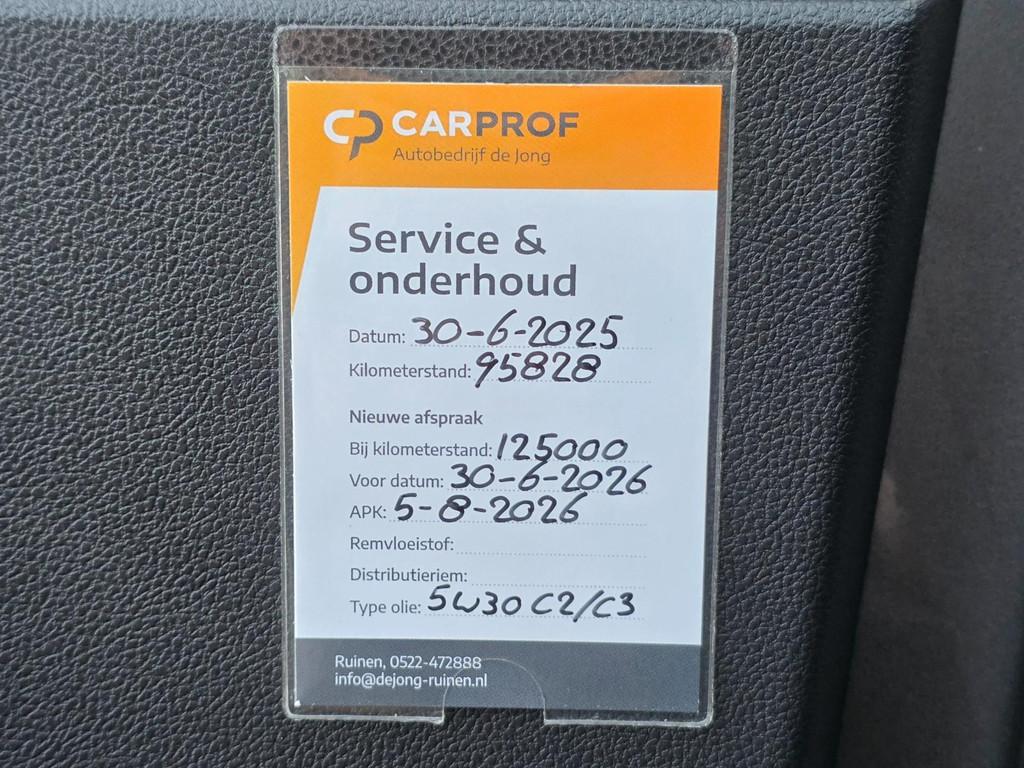 CP CARPROF
Autobedrijf de Jong
Service &
onderhoud
Datum: 30-6-2025
Kilometerstand: 95828
Nieuwe afspraak
Bij kilometerstand: 125000
Voor datum: 30-6-2026
APK: 5-8-2026
Remvloeistof:
Distributieriem:
Type olie: 5W30 C2/C3
Ruinen, 0522-472888
info@dejong-ruinen.nl